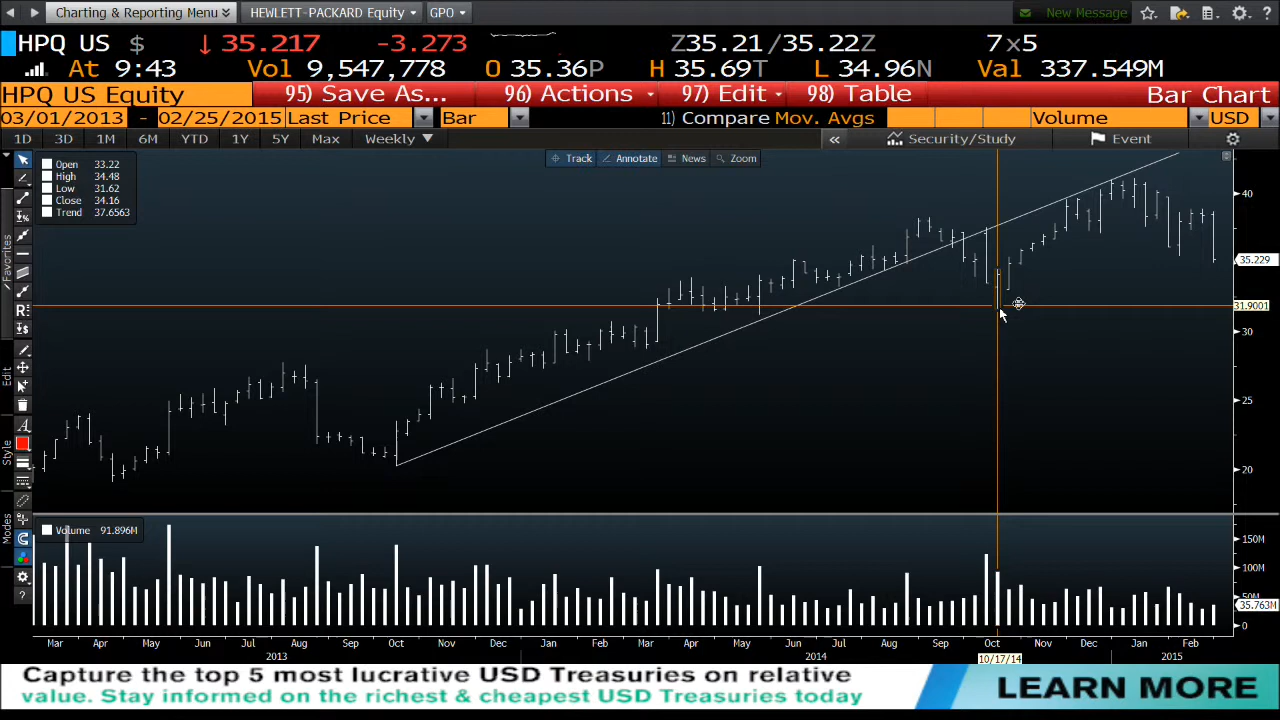 Charting & Reporting Menu HEWLETT-PACKARD Equity GPO New Message ?
HPQ US $ ↓ 35.217 -3.273 Z35.21/35.22Z 7x5
At 9:43 Vol 9,547,778 O 35.36P H 35.69T L 34.96N Val 337.549M
HPQ US Equity 95) Save As... 96) Actions 97) Edit 98) Table Bar Chart
03/01/2013 - 02/25/2015 Last Price Bar 11) Compare Mov. Avgs Volume USD
1D 3D 1M 6M YTD 1Y 5Y Max Weekly « Security/Study Event
Track Annotate News Zoom
Open 33.22
High 34.48
Low 31.62
Close 34.16
Trend 37.6563
Favorites
Edit
Style
Modes
40
35.229
31.9001
30
25
20
Volume 91.896M
150M
100M
50M
35.763M
0
Mar Apr May Jun Jul Aug Sep Oct Nov Dec Jan Feb Mar Apr May Jun Jul Aug Sep Oct Nov Dec Jan Feb
2013 2014 10/17/14 2015
Capture the top 5 most lucrative USD Treasuries on relative
value. Stay informed on the richest & cheapest USD Treasuries today
LEARN MORE